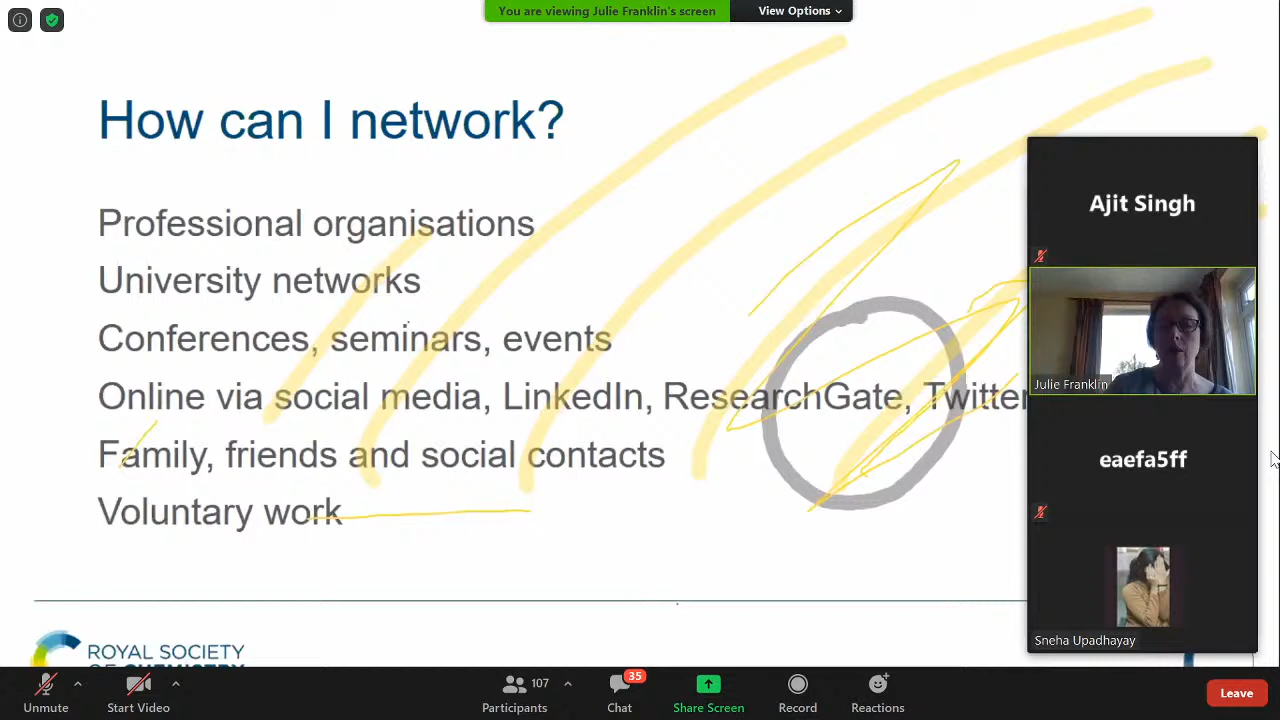 You are viewing Julie Franklin's screen
View Options
How can I network?
Professional organisations
University networks
Conferences, seminars, events
Online via social media, LinkedIn, ResearchGate, Twitter
Family, friends and social contacts
Voluntary work
Ajit Singh
Julie Franklin
eaefa5ff
Sneha Upadhayay
ROYAL SOCIETY
OF CHEMISTRY
Unmute
Start Video
107
Participants
35
Chat
Share Screen
Record
Reactions
Leave